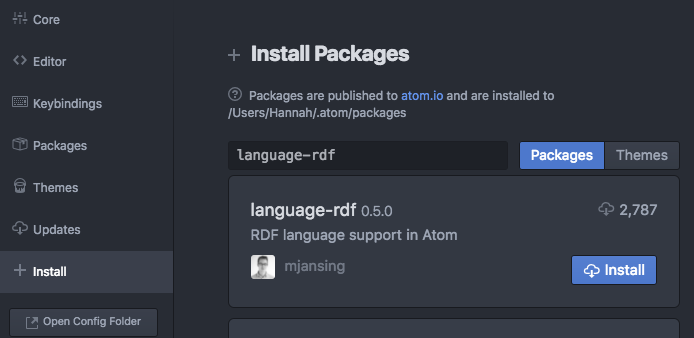 Core
Editor
Keybindings
Packages
Themes
Updates
Install
Open Config Folder
Install Packages
Packages are published to atom.io and are installed to
/Users/Hannah/.atom/packages
language-rdf
Packages Themes
language-rdf 0.5.0 2,787
RDF language support in Atom
mjansing
Install